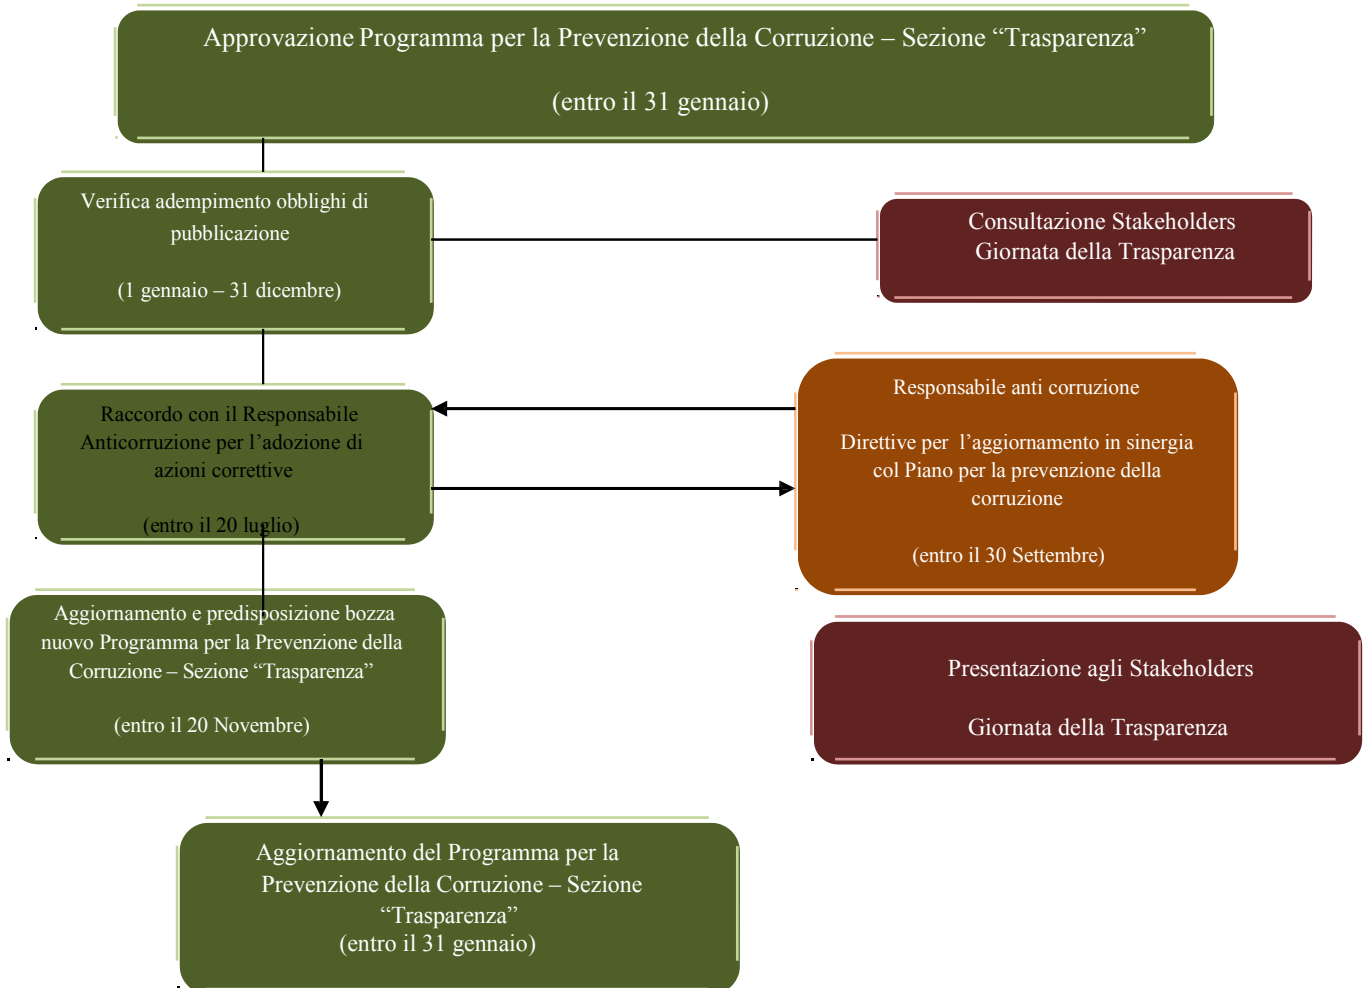 Approvazione Programma per la Prevenzione della Corruzione – Sezione “Trasparenza”
(entro il 31 gennaio)
Verifica adempimento obblighi di
pubblicazione
(1 gennaio – 31 dicembre)
Consultazione Stakeholders
Giornata della Trasparenza
Raccordo con il Responsabile
Anticorruzione per l’adozione di
azioni correttive
(entro il 20 luglio)
Responsabile anti corruzione
Direttive per l’aggiornamento in sinergia
col Piano per la prevenzione della
corruzione
(entro il 30 Settembre)
Aggiornamento e predisposizione bozza
nuovo Programma per la Prevenzione della
Corruzione – Sezione “Trasparenza”
(entro il 20 Novembre)
Presentazione agli Stakeholders
Giornata della Trasparenza
Aggiornamento del Programma per la
Prevenzione della Corruzione – Sezione
“Trasparenza”
(entro il 31 gennaio)